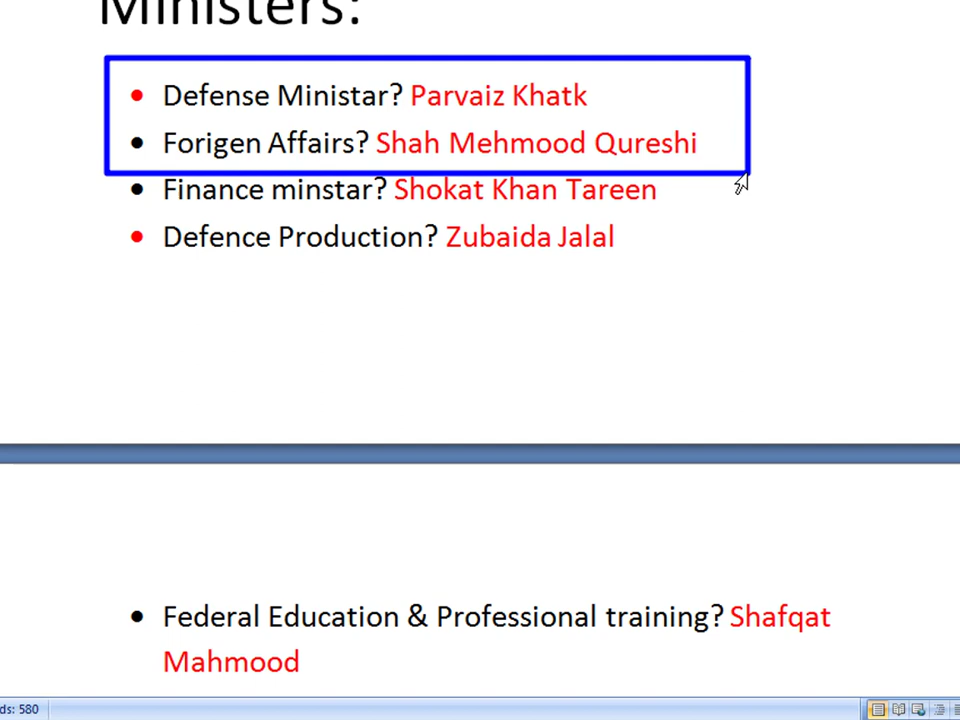 Ministers:
• Defense Ministar? Parvaiz Khatk
• Forigen Affairs? Shah Mehmood Qureshi
• Finance minstar? Shokat Khan Tareen
• Defence Production? Zubaida Jalal
• Federal Education & Professional training? Shafqat
Mahmood
ds: 580